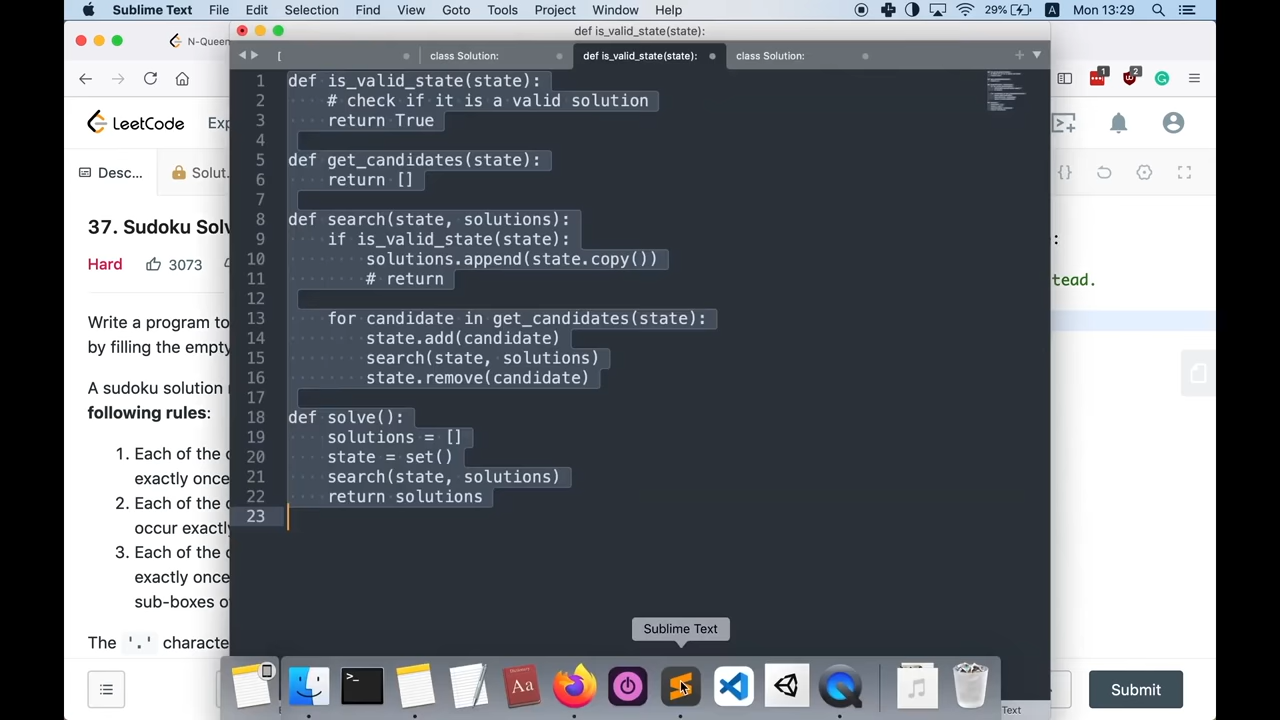 Sublime Text File Edit Selection Find View Goto Tools Project Window Help 29% A Mon 13:29
N-Queen
def is_valid_state(state):
[ class Solution: def is_valid_state(state): class Solution:
1 def is_valid_state(state):
2 # check if it is a valid solution
3 return True
4
5 def get_candidates(state):
6 return []
7
8 def search(state, solutions):
9 if is_valid_state(state):
10 solutions.append(state.copy())
11 # return
12
13 for candidate in get_candidates(state):
14 state.add(candidate)
15 search(state, solutions)
16 state.remove(candidate)
17
18 def solve():
19 solutions = []
20 state = set()
21 search(state, solutions)
22 return solutions
23
1 2
LeetCode Exp
Desc... Solut. {}
37. Sudoku Solv
Hard 3073
:
tead.
Write a program to
by filling the empty
A sudoku solution
following rules:
1. Each of the
exactly once
2. Each of the
occur exactly
3. Each of the
exactly once
sub-boxes o
The '.' characte
Sublime Text
Aa
Submit
Text